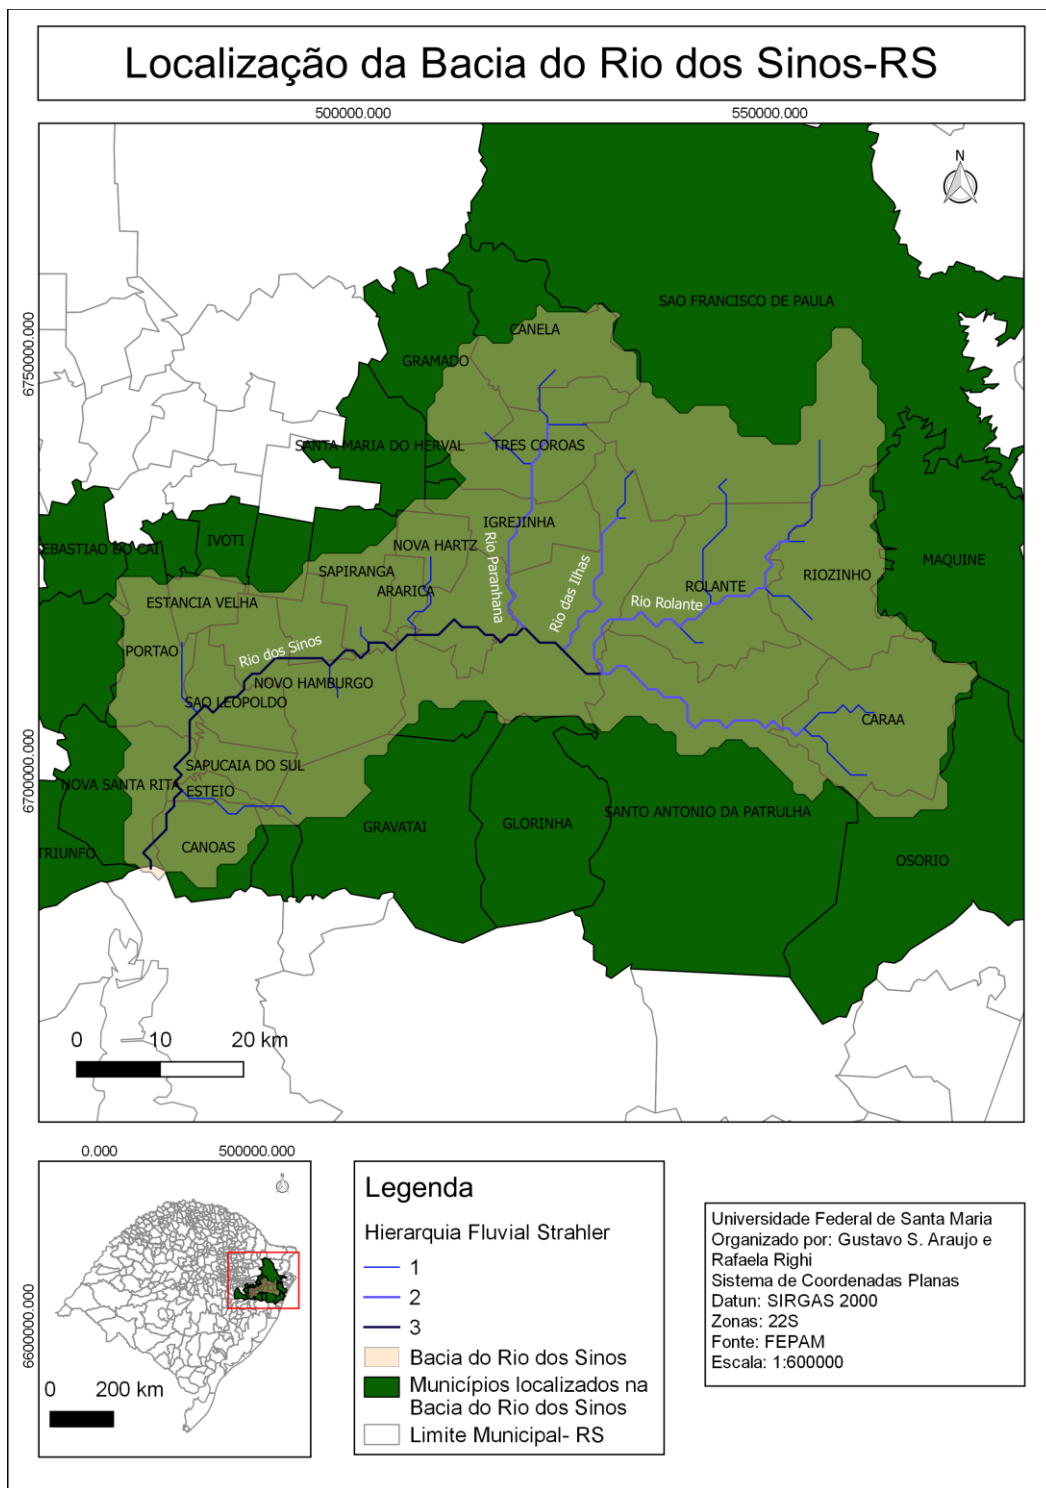 Localização da Bacia do Rio dos Sinos-RS
500000.000
550000.000
N
SAO FRANCISCO DE PAULA
CANELA
6750000.000
GRAMADO
SANTA MARIA DO HERVAL
TRES COROAS
IGREJINHA
IVOTI
NOVA HARTZ
EBASTIAO DO CAI
MAQUINE
SAPIRANGA
Rio Paranhana
Rio das Ilhas
RIOZINHO
ARARICA
ROLANTE
ESTANCIA VELHA
Rio Rolante
PORTAO
Rio dos Sinos
NOVO HAMBURGO
SAO LEOPOLDO
CARAA
6700000.000
SAPUCAIA DO SUL
NOVA SANTA RITA
ESTEIO
SANTO ANTONIO DA PATRULHA
GRAVATAI
GLORINHA
CANOAS
TRIUNFO
OSORIO
0 10 20 km
0.000
500000.000
N
6600000.000
0 200 km
Legenda
Hierarquia Fluvial Strahler
1
2
3
Bacia do Rio dos Sinos
Municípios localizados na
Bacia do Rio dos Sinos
Limite Municipal- RS
Universidade Federal de Santa Maria
Organizado por: Gustavo S. Araujo e
Rafaela Righi
Sistema de Coordenadas Planas
Datun: SIRGAS 2000
Zonas: 22S
Fonte: FEPAM
Escala: 1:600000